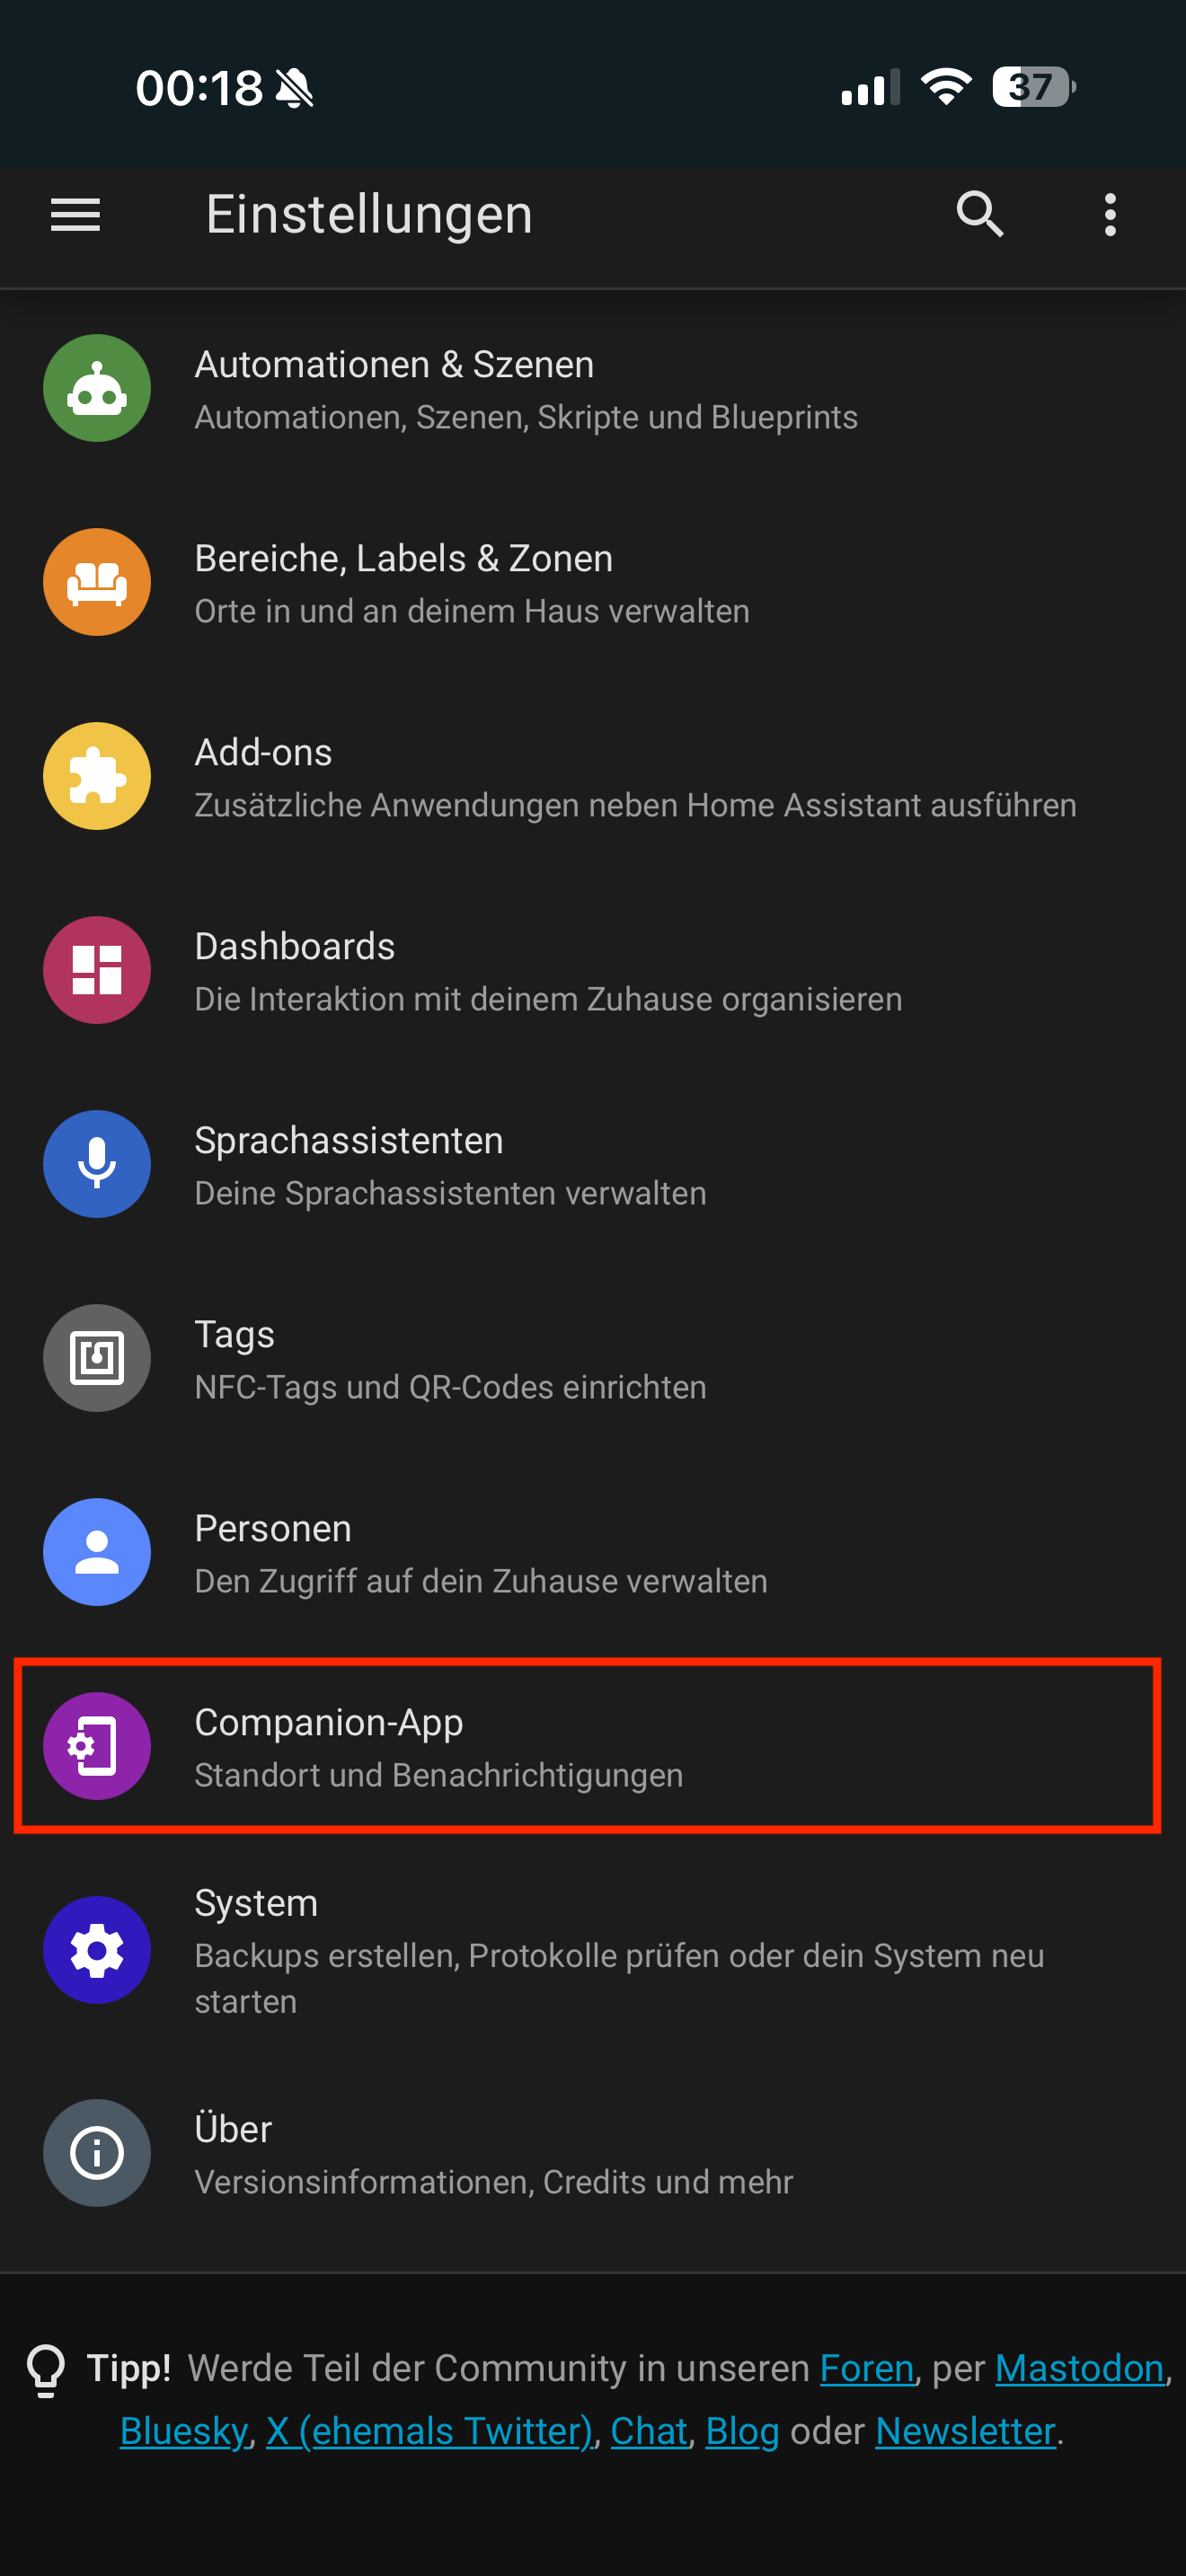 00:18
37
Einstellungen
Automationen & Szenen
Automationen, Szenen, Skripte und Blueprints
Bereiche, Labels & Zonen
Orte in und an deinem Haus verwalten
Add-ons
Zusätzliche Anwendungen neben Home Assistant ausführen
Dashboards
Die Interaktion mit deinem Zuhause organisieren
Sprachassistenten
Deine Sprachassistenten verwalten
Tags
NFC-Tags und QR-Codes einrichten
Personen
Den Zugriff auf dein Zuhause verwalten
Companion-App
Standort und Benachrichtigungen
System
Backups erstellen, Protokolle prüfen oder dein System neu
starten
Über
Versionsinformationen, Credits und mehr
Tipp! Werde Teil der Community in unseren Foren, per Mastodon,
Bluesky, X (ehemals Twitter), Chat, Blog oder Newsletter.